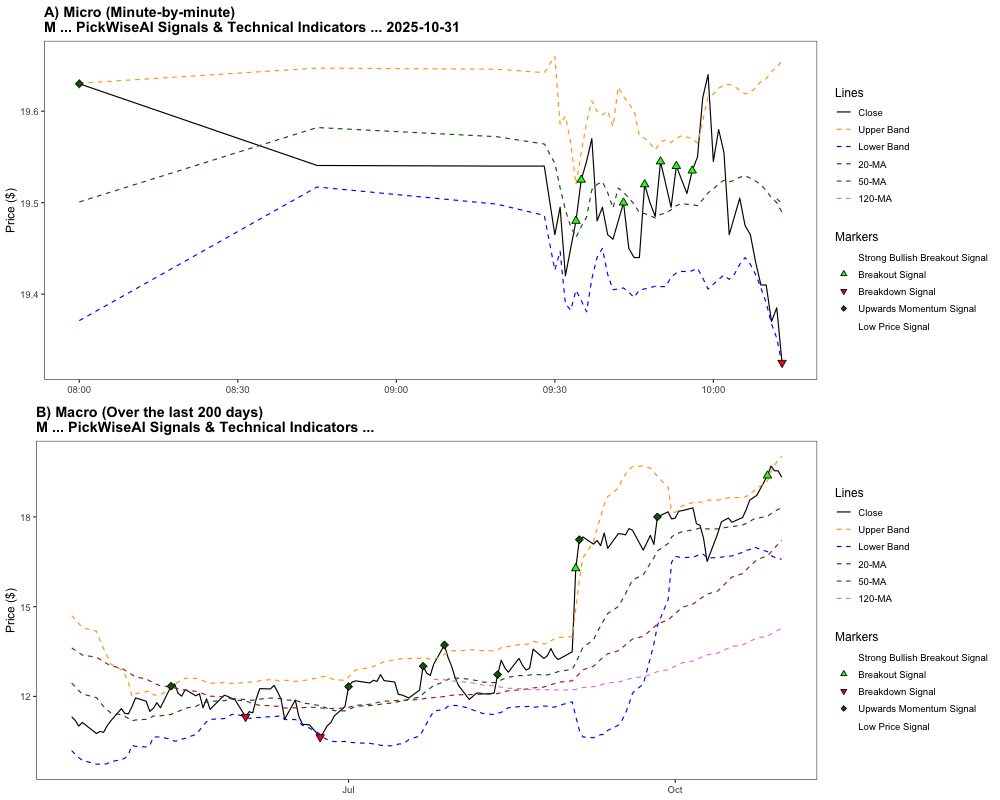 A) Micro (Minute-by-minute)
M ... PickWiseAI Signals & Technical Indicators ... 2025-10-31
Price ($)
19.6
19.5
19.4
08:00
08:30
09:00
09:30
10:00
Lines
Close
Upper Band
Lower Band
20-MA
50-MA
120-MA
Markers
Strong Bullish Breakout Signal
Breakout Signal
Breakdown Signal
Upwards Momentum Signal
Low Price Signal
B) Macro (Over the last 200 days)
M ... PickWiseAI Signals & Technical Indicators ...
Price ($)
18
15
12
Jul
Oct
Lines
Close
Upper Band
Lower Band
20-MA
50-MA
120-MA
Markers
Strong Bullish Breakout Signal
Breakout Signal
Breakdown Signal
Upwards Momentum Signal
Low Price Signal